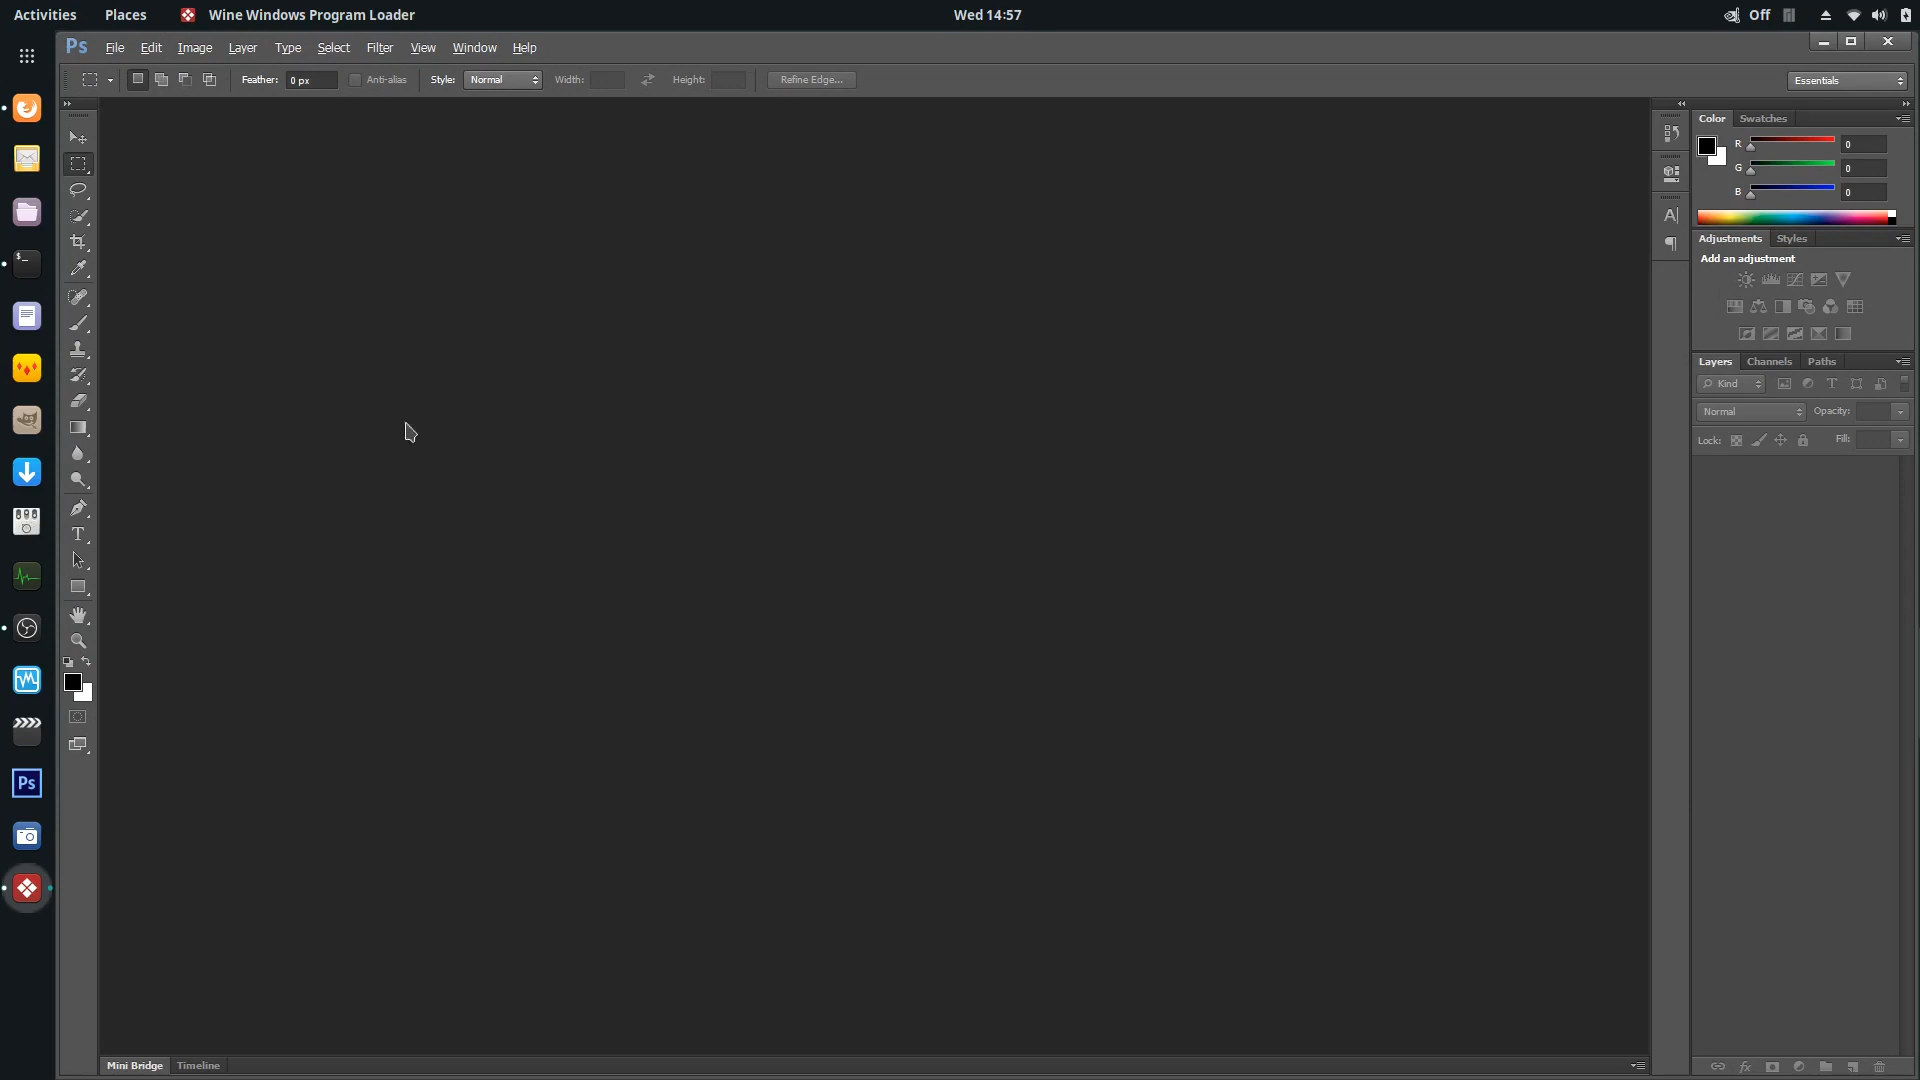 Activities Places Wine Windows Program Loader Wed 14:57 Off
Ps File Edit Image Layer Type Select Filter View Window Help
Feather: 0 px Anti-alias Style: Normal Width: Height: Refine Edge... Essentials
Color Swatches
R 0
G 0
B 0
Adjustments Styles
Add an adjustment
Layers Channels Paths
Kind T
Normal Opacity:
Lock: Fill:
A
¶
T
$_
Ps
Mini Bridge Timeline
fx